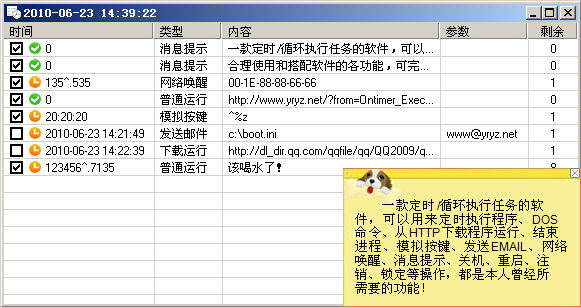 2010-06-23 14:39:22
时间 类型 内容 参数 剩余
0 消息提示 一款定时/循环执行任务的软件，可以... 0
0 消息提示 合理使用和搭配软件的各功能，可完... 0
135^.535 网络唤醒 00-1E-88-88-66-66 1
0 普通运行 http://www.yryz.net/?from=Ontimer_Exec... 0
20:20:20 模拟按键 ^%z 1
2010-06-23 14:21:49 发送邮件 c:\boot.ini www@yryz.net 1
2010-06-23 14:22:39 下载运行 http://dl_dir.qq.com/qqfile/qq/QQ2009/q... 1
123456^.7135 普通运行 该喝水了！
一款定时/循环执行任务的软
件，可以用来定时执行程序、DOS
命令、从HTTP下载程序运行、结束
进程、模拟按键、发送EMAIL、网络
唤醒、消息提示、关机、重启、注
销、锁定等操作，都是本人曾经所
需要的功能！